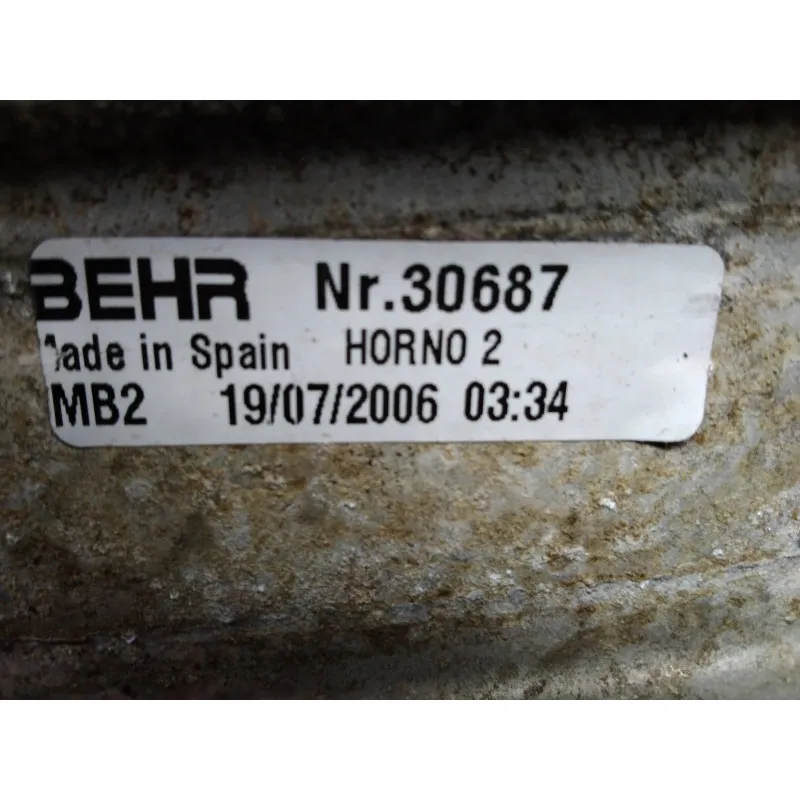 BEHR Nr.30687
Made in Spain HORNO 2
MB2 19/07/2006 03:34